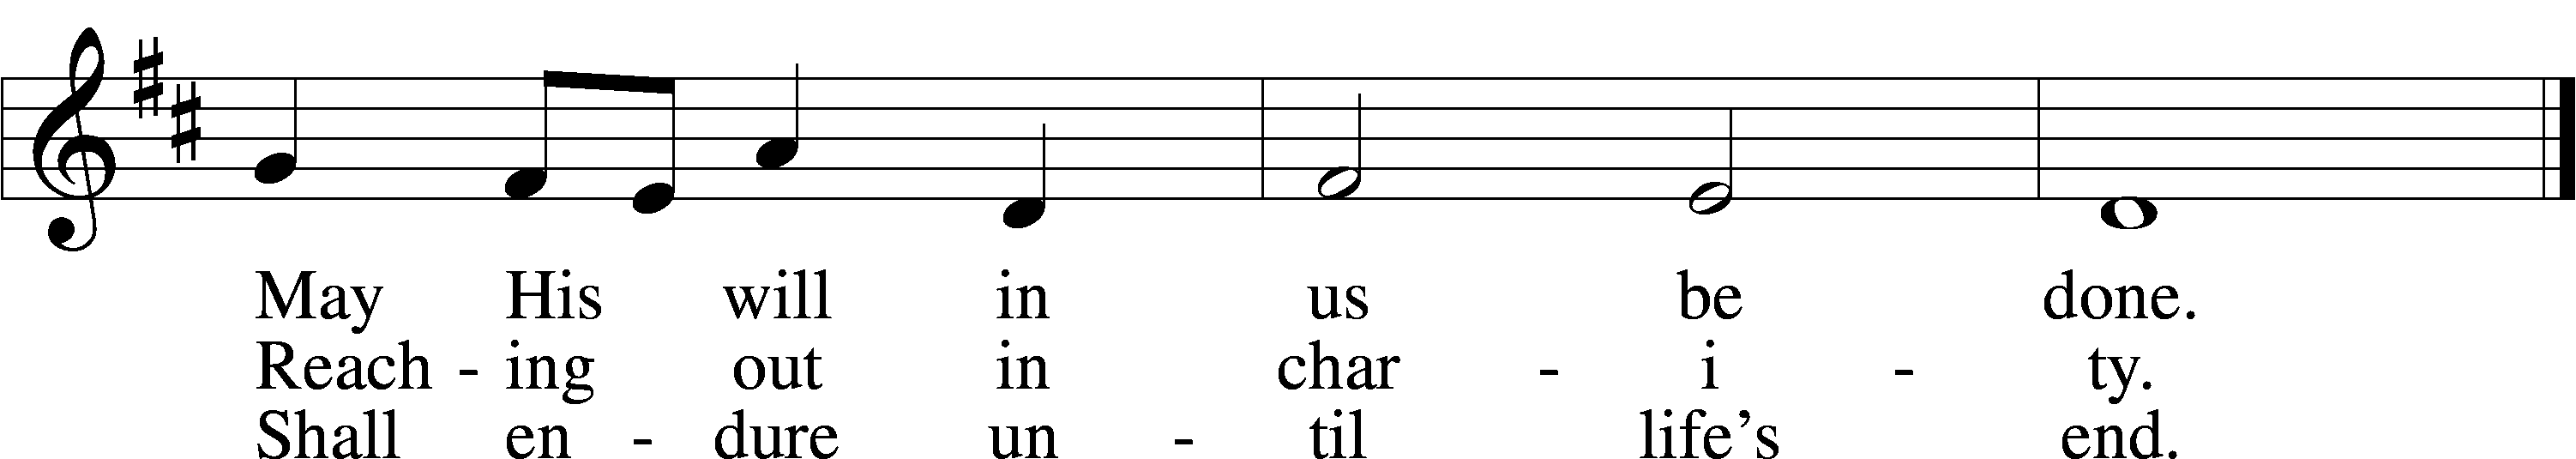 May His will in us be done.
Reach - ing out in char - i - ty.
Shall en - dure un - til life's end.